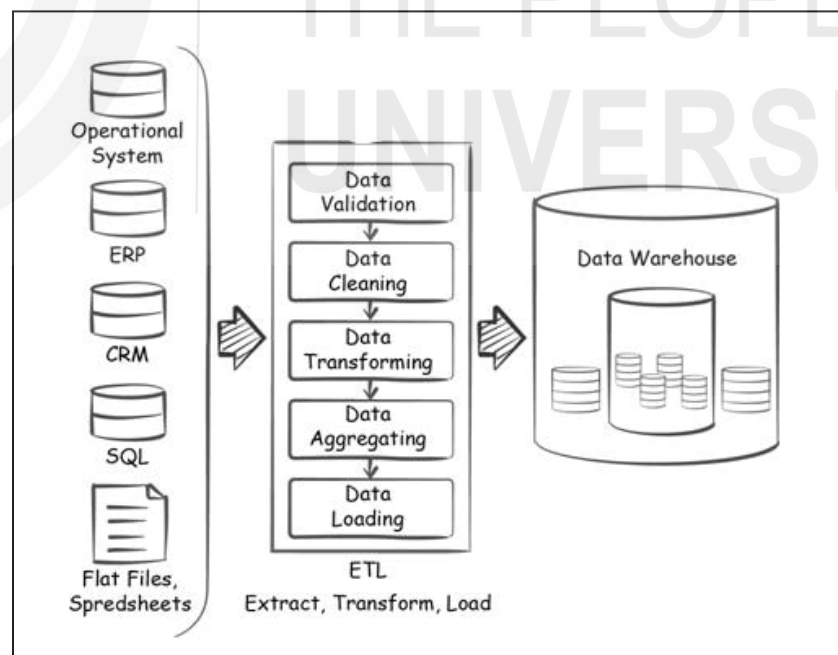 THE PEOPLE
UNIVERSI
Operational
System
ERP
CRM
SQL
Flat Files,
Spredsheets
Data
Validation
Data
Cleaning
Data
Transforming
Data
Aggregating
Data
Loading
ETL
Extract, Transform, Load
Data Warehouse